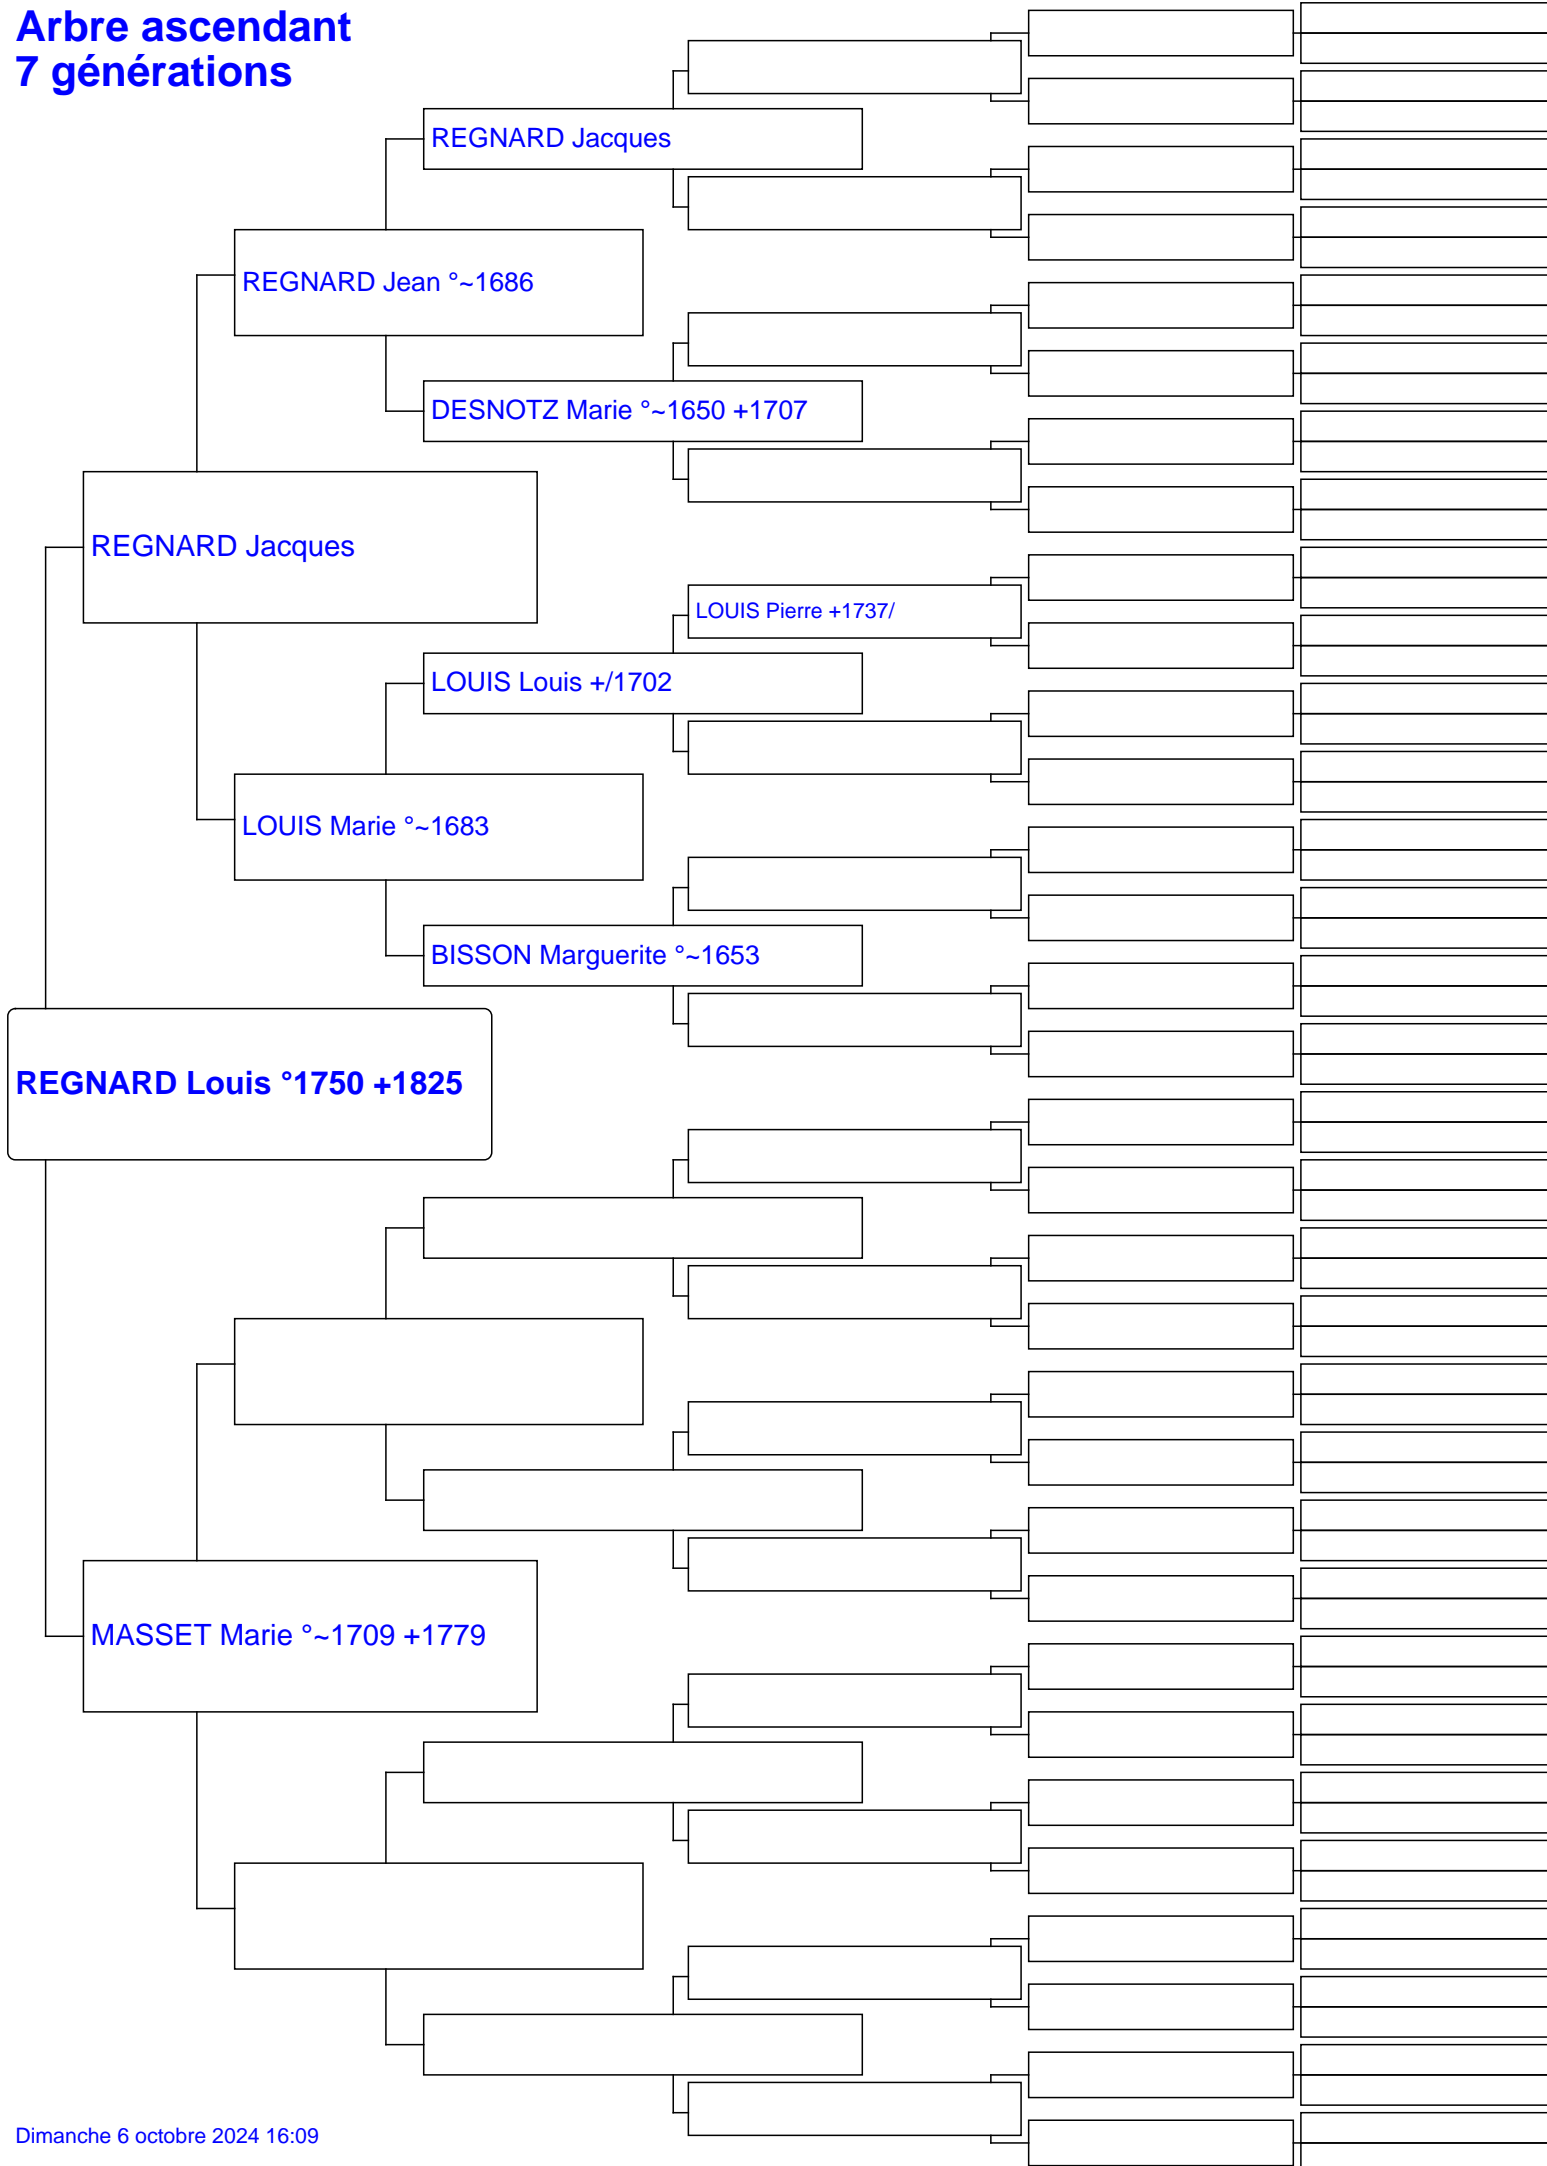 Arbre ascendant
7 générations
REGNARD Jacques
REGNARD Jean °~1686
DESNOTZ Marie °~1650 +1707
REGNARD Jacques
LOUIS Pierre +1737/
LOUIS Louis +/1702
LOUIS Marie °~1683
BISSON Marguerite °~1653
REGNARD Louis °1750 +1825
MASSET Marie °~1709 +1779
Dimanche 6 octobre 2024 16:09